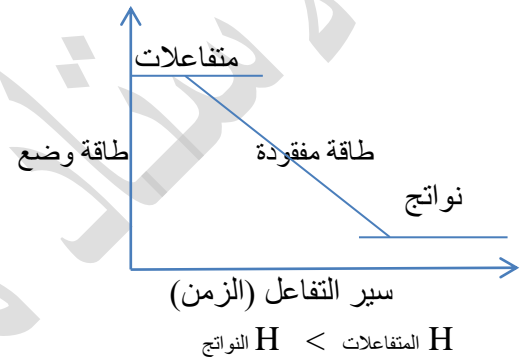 متفاعلات
طاقة وضع
طاقة مفقودة
نواتج
سير التفاعل (الزمن)
H المتفاعلات > H النواتج